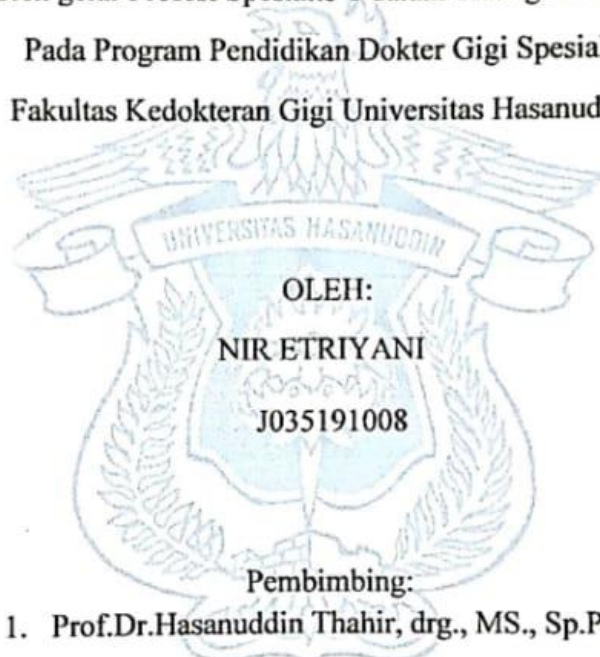 Pada Program Pendidikan Dokter Gigi Spesial
Fakultas Kedokteran Gigi Universitas Hasanud
UNIVERSITAS HASANUDDIN
OLEH:
NIR ETRIYANI
J035191008
Pembimbing:
1. Prof.Dr.Hasanuddin Thahir, drg., MS., Sp.P